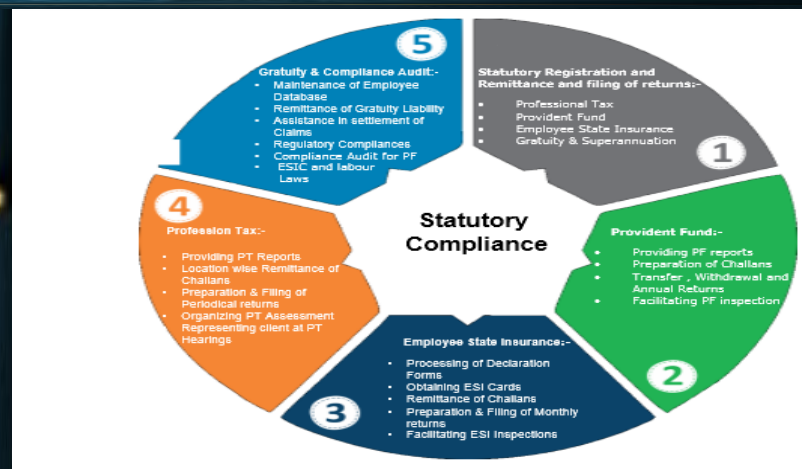 Statutory
Compliance
1
Statutory Registration and
Remittance and filing of returns:-
• Professional Tax
• Provident Fund
• Employee State Insurance
• Gratuity & Superannuation
2
Provident Fund:-
• Providing PF reports
• Preparation of Challans
• Transfer , Withdrawal and
Annual Returns
• Facilitating PF inspection
3
Employee State Insurance:-
• Processing of Declaration
Forms
• Obtaining ESI Cards
• Remittance of Challans
• Preparation & Filing of Monthly
returns
• Facilitating ESI Inspections
4
Profession Tax:-
• Providing PT Reports
• Location wise Remittance of
Challans
• Preparation & Filing of
Periodical returns
• Organizing PT Assessment
Representing client at PT
Hearings
5
Gratuity & Compliance Audit:-
• Maintenance of Employee
Database
• Remittance of Gratuity Liability
• Assistance in settlement of
Claims
• Regulatory Compliances
• Compliance Audit for PF
• ESIC and labour
Laws